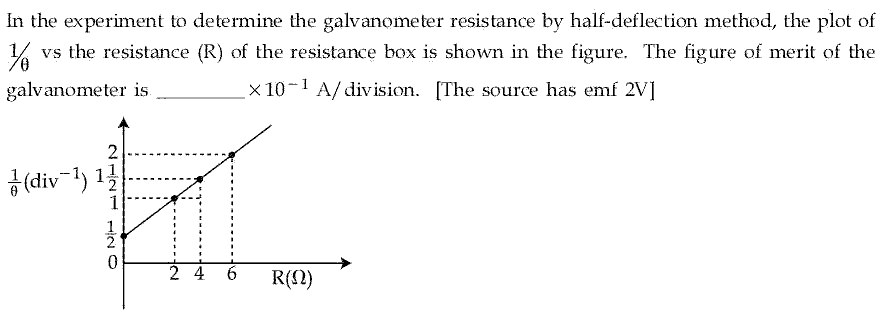 In the experiment to determine the galvanometer resistance by half-deflection method, the plot of
1/θ vs the resistance (R) of the resistance box is shown in the figure. The figure of merit of the
galvanometer is ________ ×10⁻¹ A/division. [The source has emf 2V]
2
1/θ (div⁻¹) 1 1/2
1
1/2
0
2 4 6 R(Ω)